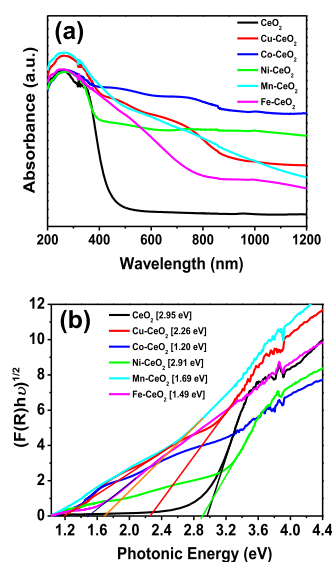 (a)
CeO₂
Cu-CeO₂
Co-CeO₂
Ni-CeO₂
Mn-CeO₂
Fe-CeO₂
Absorbance (a.u.)
200 400 600 800 1000 1200
Wavelength (nm)
(b)
CeO₂ [2.95 eV]
Cu-CeO₂ [2.26 eV]
Co-CeO₂ [1.20 eV]
Ni-CeO₂ [2.91 eV]
Mn-CeO₂ [1.69 eV]
Fe-CeO₂ [1.49 eV]
(F(R)hυ)^1/2
12
10
8
6
4
2
0
1.0 1.2 1.8 2.4 3.0 3.6 4.2 4.4
Photonic Energy (eV)